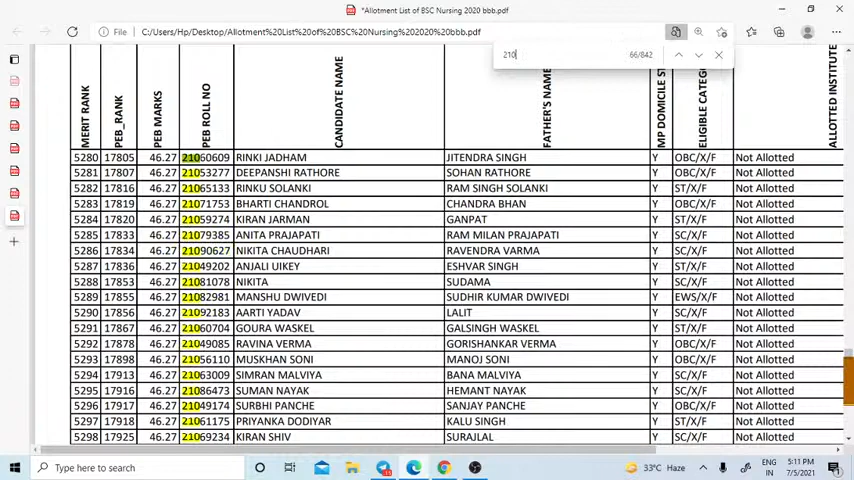 *Allotment List of BSC Nursing 2020 bbb.pdf
File C:/Users/Hp/Desktop/Allotment%20List%20of%20BSC%20Nursing%202020%20bbb.pdf
210 66/842
MERIT RANK PEB_RANK PEB MARKS PEB ROLL NO CANDIDATE NAME FATHER'S NAME MP DOMICILE ST ELIGIBLE CATEG ALLOTTED INSTITUTE
5280 17805 46.27 21060609 RINKI JADHAM JITENDRA SINGH Y OBC/X/F Not Allotted
5281 17807 46.27 21053277 DEEPANSHI RATHORE SOHAN RATHORE Y OBC/X/F Not Allotted
5282 17816 46.27 21065133 RINKU SOLANKI RAM SINGH SOLANKI Y ST/X/F Not Allotted
5283 17819 46.27 21071753 BHARTI CHANDROL CHANDRA BHAN Y OBC/X/F Not Allotted
5284 17820 46.27 21059274 KIRAN JARMAN GANPAT Y ST/X/F Not Allotted
5285 17833 46.27 21079385 ANITA PRAJAPATI RAM MILAN PRAJAPATI Y SC/X/F Not Allotted
5286 17834 46.27 21090627 NIKITA CHAUDHARI RAVENDRA VARMA Y SC/X/F Not Allotted
5287 17836 46.27 21049202 ANJALI UIKEY ESHVAR SINGH Y ST/X/F Not Allotted
5288 17853 46.27 21081078 NIKITA SUDAMA Y SC/X/F Not Allotted
5289 17855 46.27 21082981 MANSHU DWIVEDI SUDHIR KUMAR DWIVEDI Y EWS/X/F Not Allotted
5290 17856 46.27 21092183 AARTI YADAV LALIT Y SC/X/F Not Allotted
5291 17867 46.27 21060704 GOURA WASKEL GALSINGH WASKEL Y ST/X/F Not Allotted
5292 17878 46.27 21049085 RAVINA VERMA GORISHANKAR VERMA Y OBC/X/F Not Allotted
5293 17898 46.27 21056110 MUSKHAN SONI MANOJ SONI Y OBC/X/F Not Allotted
5294 17913 46.27 21063009 SIMRAN MALVIYA BANA MALVIYA Y SC/X/F Not Allotted
5295 17916 46.27 21086473 SUMAN NAYAK HEMANT NAYAK Y SC/X/F Not Allotted
5296 17917 46.27 21049174 SURBHI PANCHE SANJAY PANCHE Y OBC/X/F Not Allotted
5297 17918 46.27 21061175 PRIYANKA DODIYAR KALU SINGH Y ST/X/F Not Allotted
5298 17925 46.27 21069234 KIRAN SHIV SURAJLAL Y SC/X/F Not Allotted
Type here to search 33°C Haze ENG IN 5:11 PM 7/5/2021